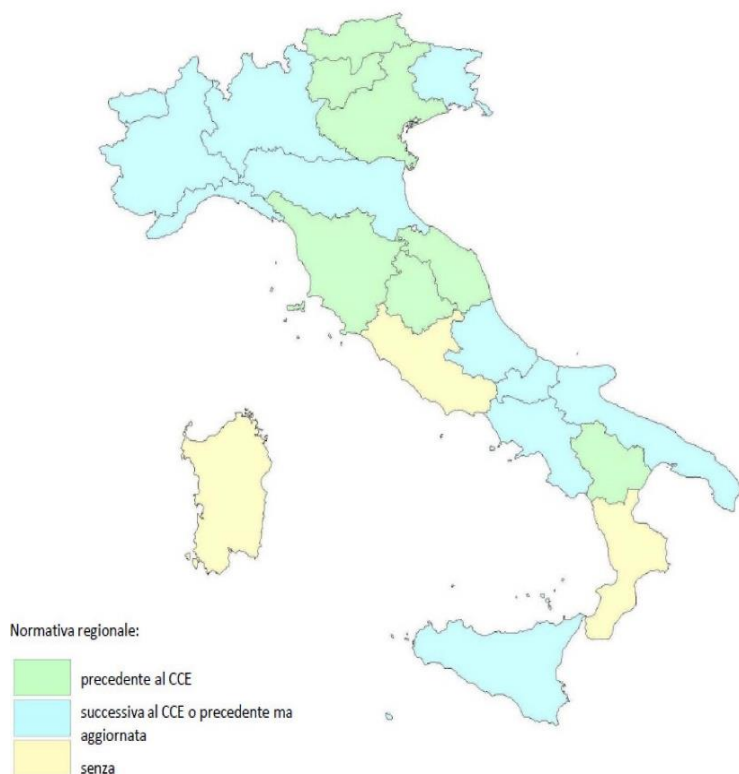 Normativa regionale:
precedente al CCE
successiva al CCE o precedente ma
aggiornata
senza